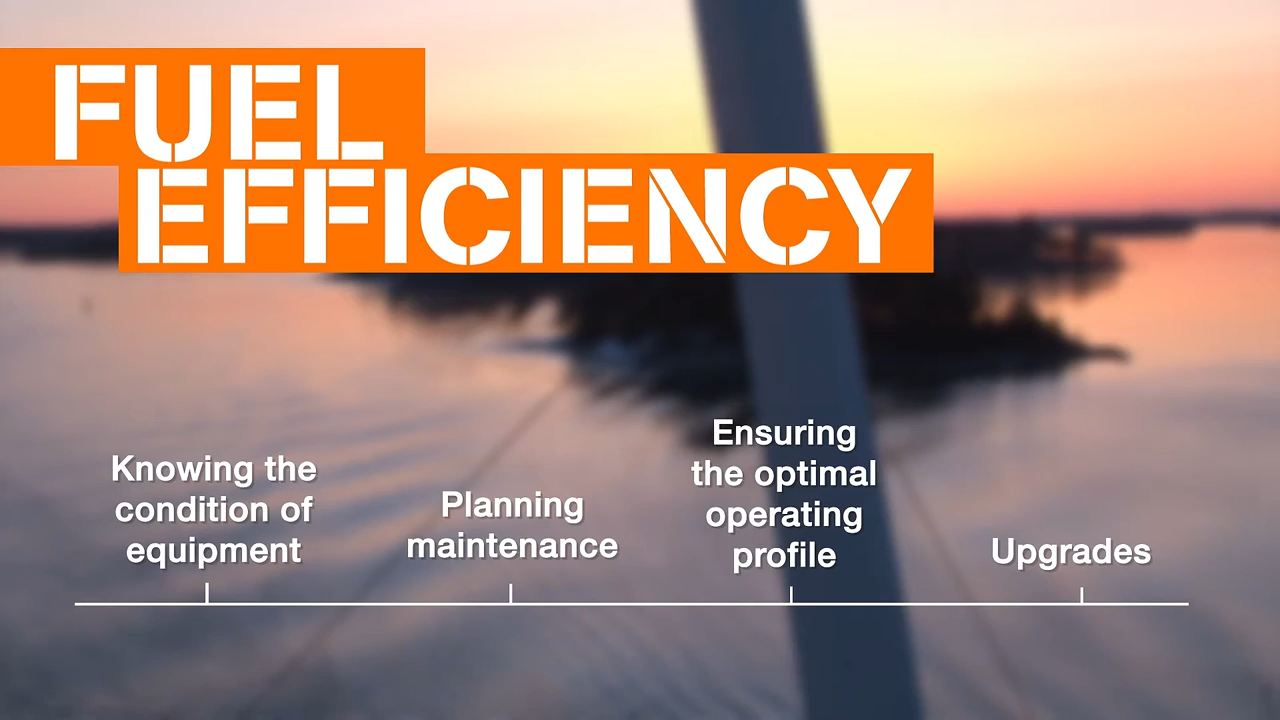 FUEL
EFFICIENCY
Knowing the
condition of
equipment
Planning
maintenance
Ensuring
the optimal
operating
profile
Upgrades